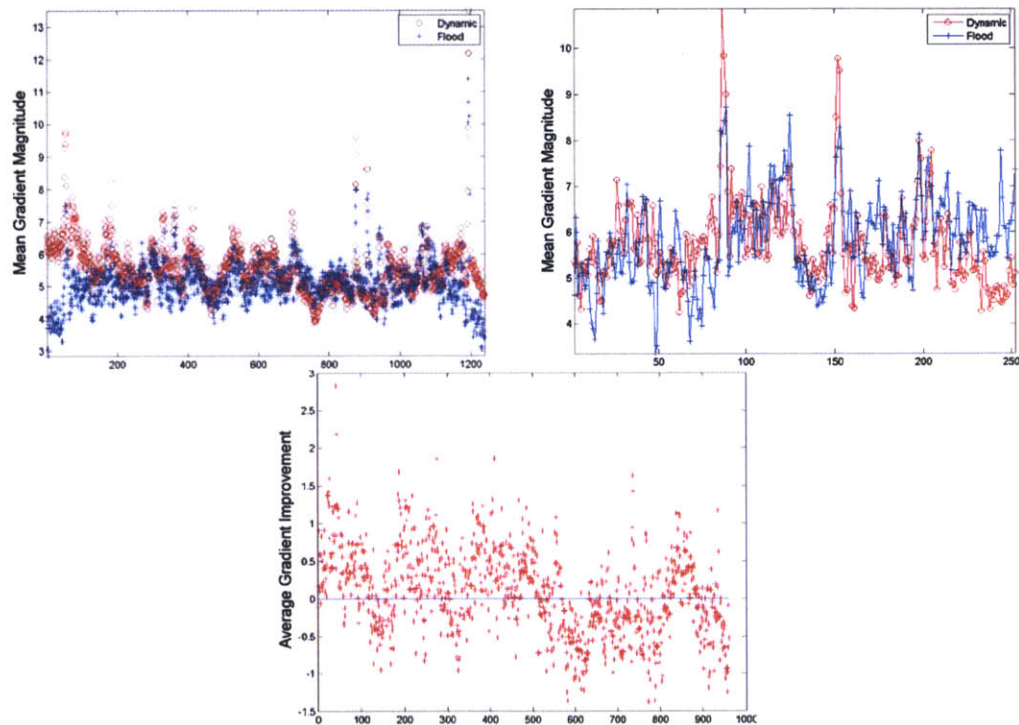 13
12
11
10
9
8
7
6
5
4
3
Mean Gradient Magnitude
200 400 600 800 1000 1200
Dynamic
Flood
10
9
8
7
6
5
4
Mean Gradient Magnitude
50 100 150 200 250
Dynamic
Flood
3
2.5
2
1.5
1
0.5
0
-0.5
-1
-1.5
Average Gradient Improvement
0 100 200 300 400 500 600 700 800 900 1000